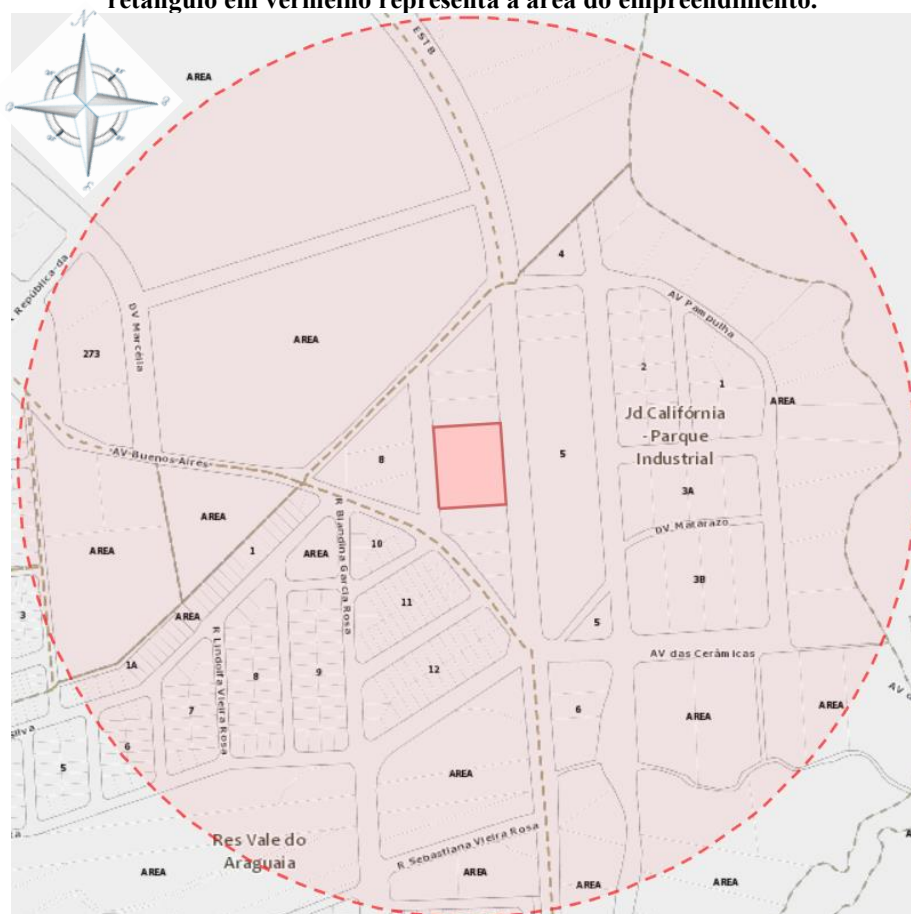 retângulo em vermelho representa a área do empreendimento.
N
S
EST B
AREA
4
República-da
DV Marcélia
AV Pampulha
273
AREA
2
1
AREA
Jd Califórnia
-Parque
Industrial
AV-Buenos-Aires
8
5
3A
AREA
DV Matarazo
AREA
1
AREA
10
R Blandina Garcia Rosa
3B
11
3
AREA
5
1A
R Lindolfa Vieira Rosa
8
9
12
AV das Cerâmicas
7
6
AREA
AREA
6
5
AREA
Res Vale do
Araguaia
R Sebastiana Vieira Rosa
AREA
AREA
AREA
AREA